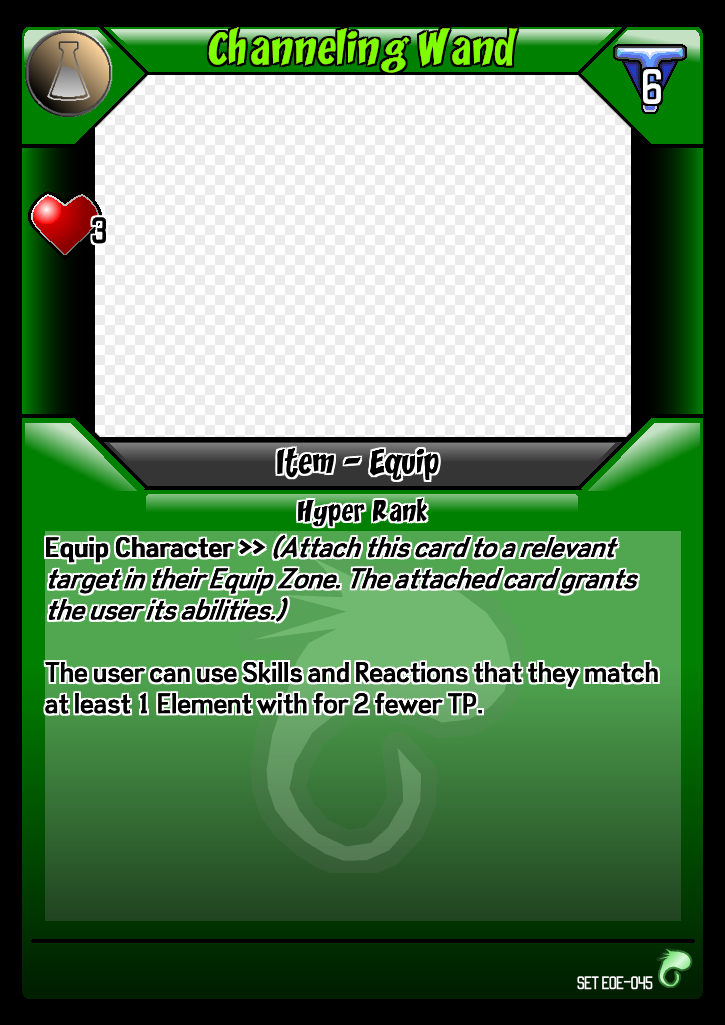 Channeling Wand
6
3
Item - Equip
Hyper Rank
Equip Character >> (Attach this card to a relevant
target in their Equip Zone. The attached card grants
the user its abilities.)
The user can use Skills and Reactions that they match
at least 1 Element with for 2 fewer TP.
SET EOE-045